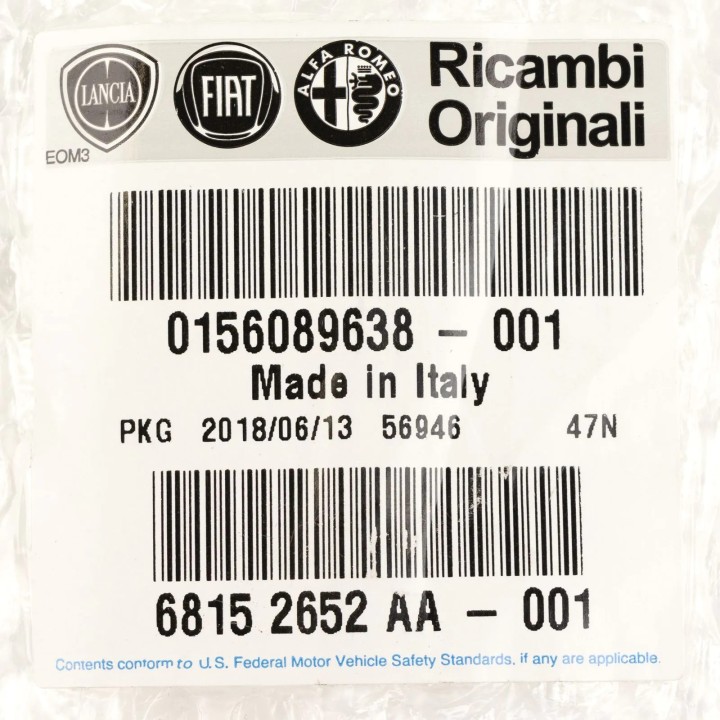 LANCIA FIAT ALFA ROMEO Ricambi
Originali
EOM3
0156089638 - 001
Made in Italy
PKG 2018/06/13 56946 47N
6815 2652 AA - 001
Contents conform to U.S. Federal Motor Vehicle Safety Standards, if any are applicable.